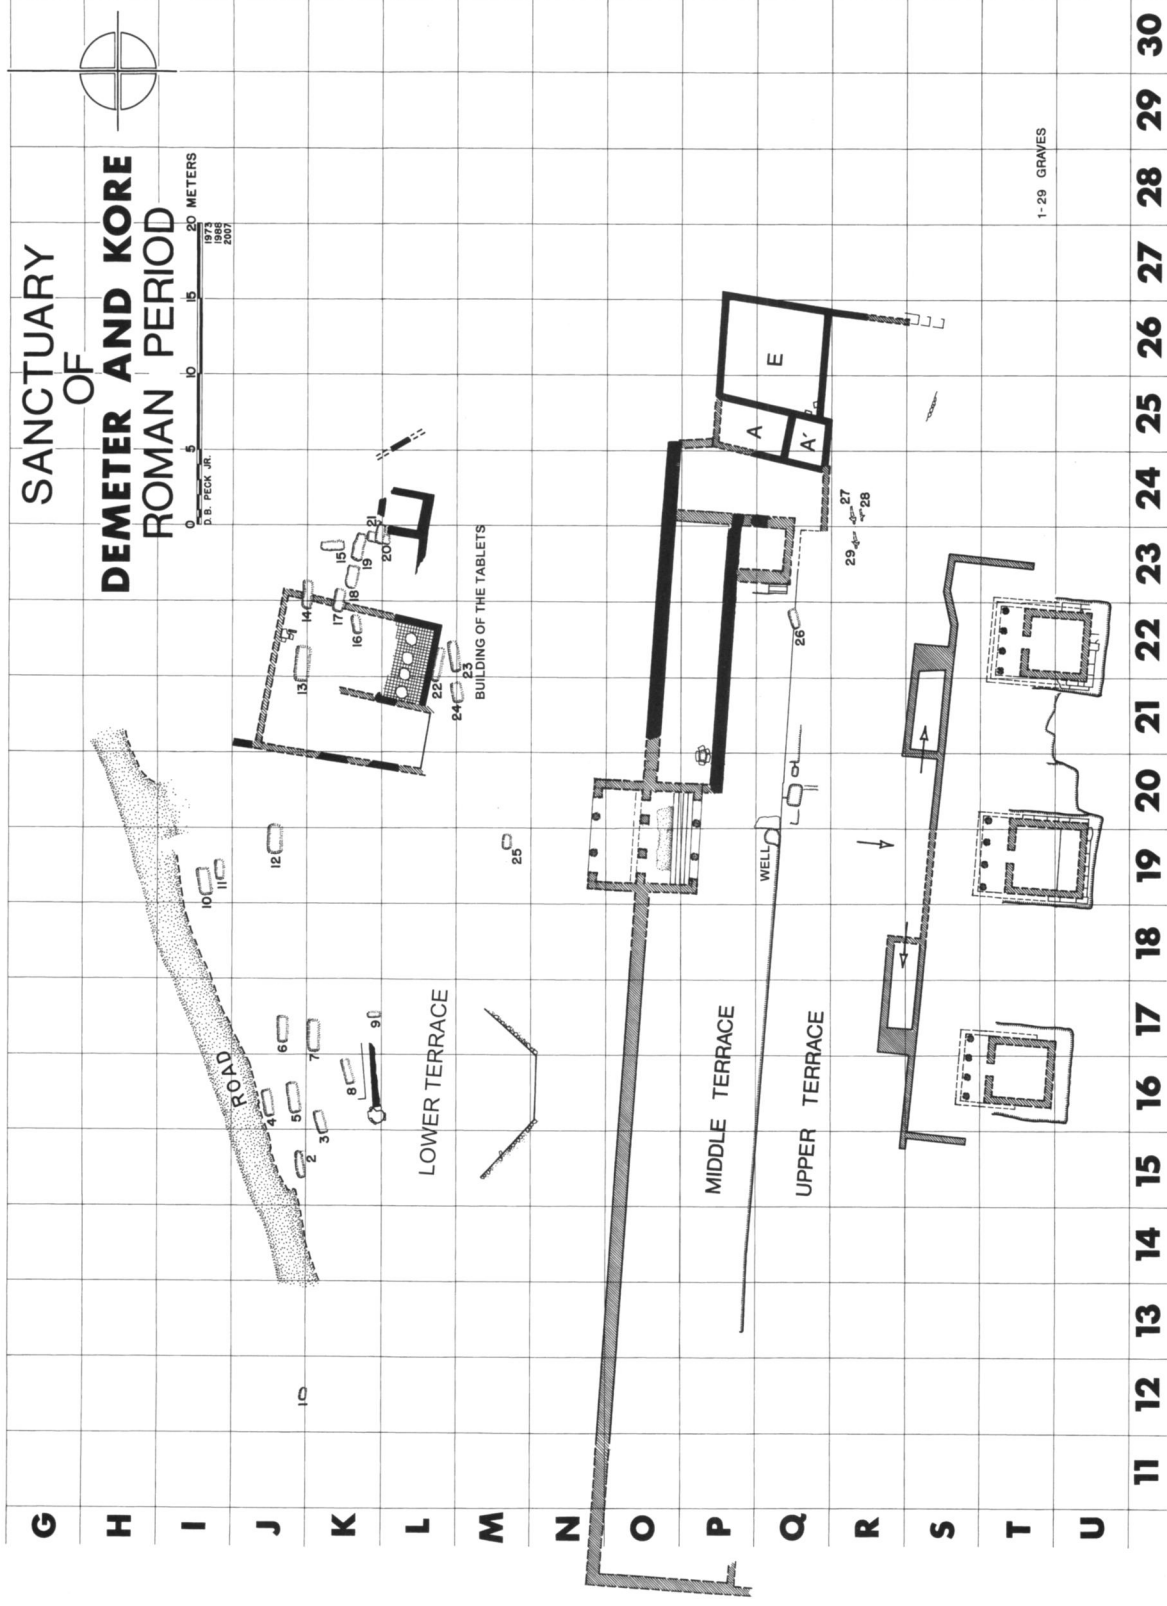 SANCTUARY
OF
DEMETER AND KORE
ROMAN PERIOD
0 5 10 15 20 METERS
D. B. PECK JR.
1973
1988
2007
G
H
I
J
K
L
M
N
O
P
Q
R
S
T
U
11 12 13 14 15 16 17 18 19 20 21 22 23 24 25 26 27 28 29 30
ROAD
LOWER TERRACE
MIDDLE TERRACE
UPPER TERRACE
BUILDING OF THE TABLETS
WELL
A
A'
E
1
2
3
4
5
6
7
8
9
10
11
12
13
14
15
16
17
18
19
20
21
22
23
24
25
26
27
28
29
1-29 GRAVES